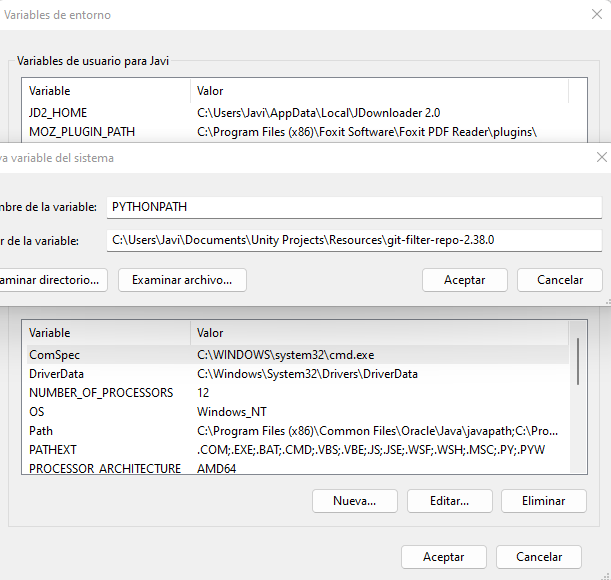 Variables de entorno
Variables de usuario para Javi
Variable Valor
JD2_HOME C:\Users\Javi\AppData\Local\JDownloader 2.0
MOZ_PLUGIN_PATH C:\Program Files (x86)\Foxit Software\Foxit PDF Reader\plugins\
va variable del sistema
mbre de la variable: PYTHONPATH
r de la variable: C:\Users\Javi\Documents\Unity Projects\Resources\git-filter-repo-2.38.0
aminar directorio... Examinar archivo... Aceptar Cancelar
Variable Valor
ComSpec C:\WINDOWS\system32\cmd.exe
DriverData C:\Windows\System32\Drivers\DriverData
NUMBER_OF_PROCESSORS 12
OS Windows_NT
Path C:\Program Files (x86)\Common Files\Oracle\Java\javapath;C:\Pro...
PATHEXT .COM;.EXE;.BAT;.CMD;.VBS;.VBE;.JS;.JSE;.WSF;.WSH;.MSC;.PY;.PYW
PROCESSOR_ARCHITECTURE AMD64
Nueva... Editar... Eliminar
Aceptar Cancelar